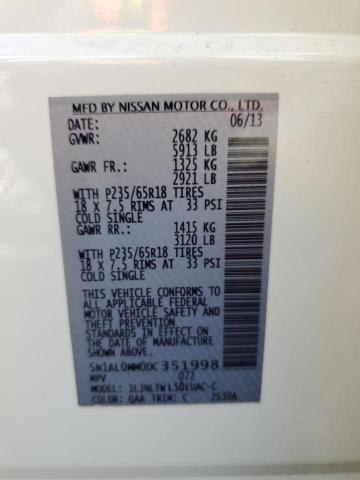 MFD BY NISSAN MOTOR CO., LTD.
DATE: 06/13
GVWR: 2682 KG
5913 LB
GAWR FR.: 1325 KG
2921 LB
WITH P235/65R18 TIRES
18 X 7.5 RIMS AT 33 PSI
COLD SINGLE
GAWR RR.: 1415 KG
3120 LB
WITH P235/65R18 TIRES
18 X 7.5 RIMS AT 33 PSI
COLD SINGLE
THIS VEHICLE CONFORMS TO
ALL APPLICABLE FEDERAL
MOTOR VEHICLE SAFETY AND
THEFT PREVENTION
STANDARDS IN EFFECT ON
THE DATE OF MANUFACTURE
SHOWN ABOVE.
5N1AL0MM0DC351998
MPV 072
MODEL: JLJNLTWL50EUAC-C
COLOR: QAA TRIM: C 2530A